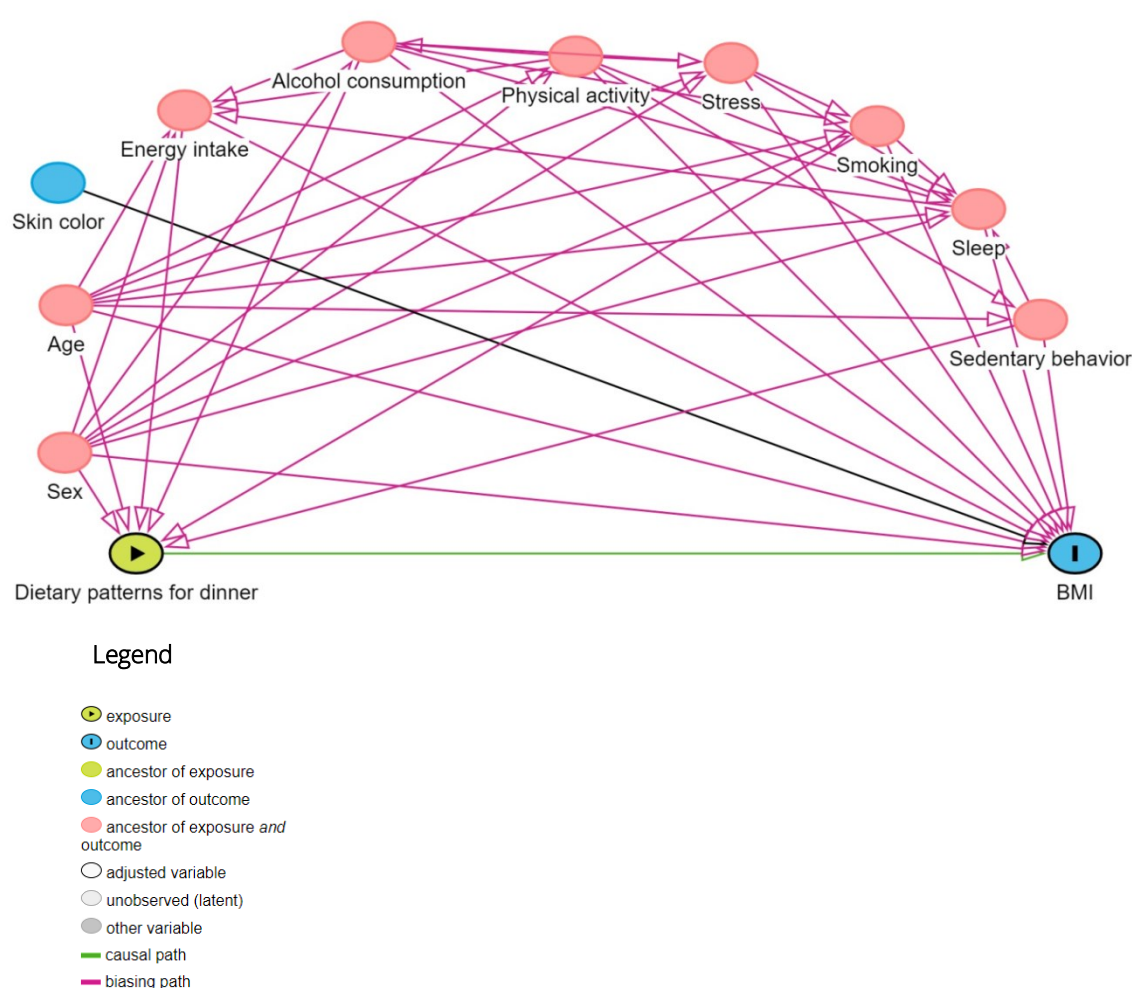 Alcohol consumption
Physical activity
Stress
Energy intake
Smoking
Skin color
Sleep
Age
Sedentary behavior
Sex
Dietary patterns for dinner
BMI
Legend
exposure
outcome
ancestor of exposure
ancestor of outcome
ancestor of exposure and
outcome
adjusted variable
unobserved (latent)
other variable
causal path
biasing path